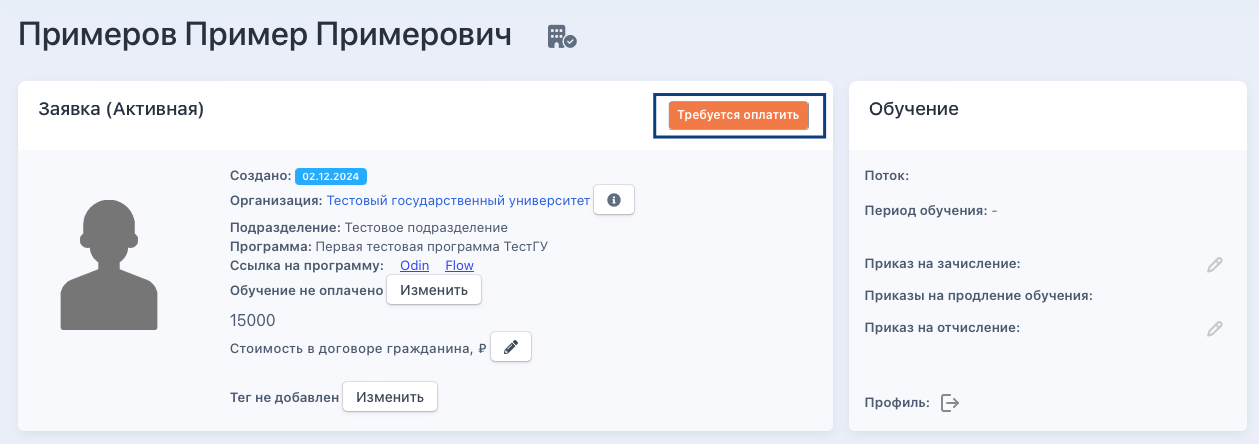 Примеров Пример Примерович
Заявка (Активная)
Требуется оплатить
Создано: 02.12.2024
Организация: Тестовый государственный университет
Подразделение: Тестовое подразделение
Программа: Первая тестовая программа ТестГУ
Ссылка на программу: Odin Flow
Обучение не оплачено Изменить
15000
Стоимость в договоре гражданина, ₽
Тег не добавлен Изменить
Обучение
Поток:
Период обучения: -
Приказ на зачисление:
Приказы на продление обучения:
Приказ на отчисление:
Профиль: